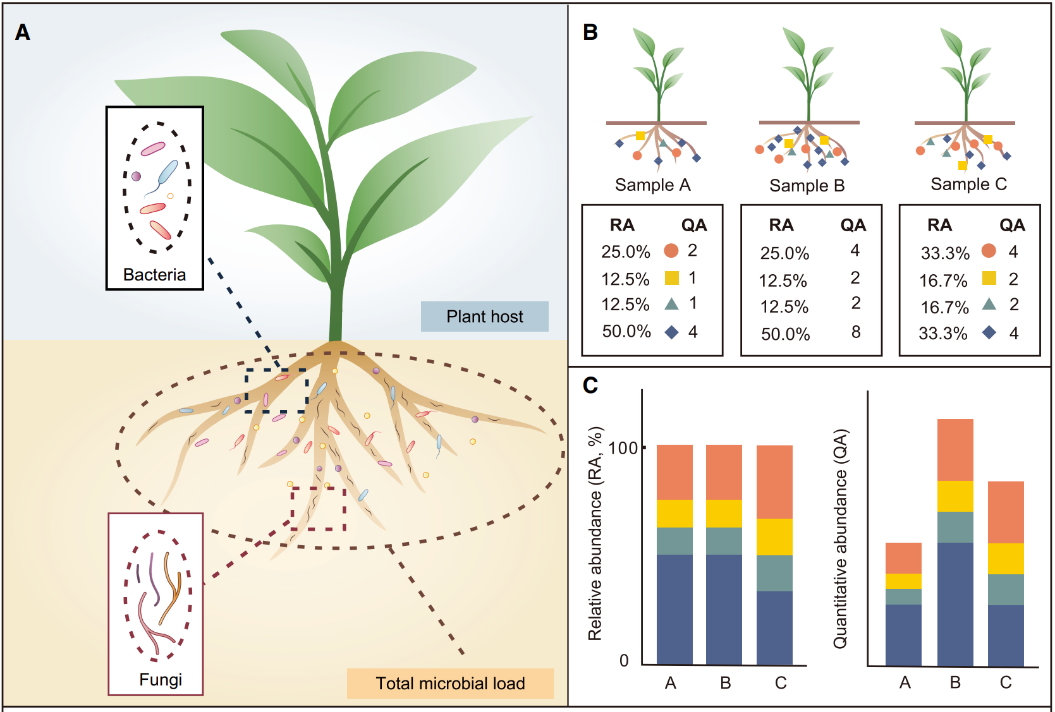 A
Bacteria
Plant host
Fungi
Total microbial load
B
Sample A
Sample B
Sample C
RA QA
25.0% 2
12.5% 1
12.5% 1
50.0% 4
RA QA
25.0% 4
12.5% 2
12.5% 2
50.0% 8
RA QA
33.3% 4
16.7% 2
16.7% 2
33.3% 4
C
Relative abundance (RA, %)
100
0
A B C
Quantitative abundance (QA)
A B C